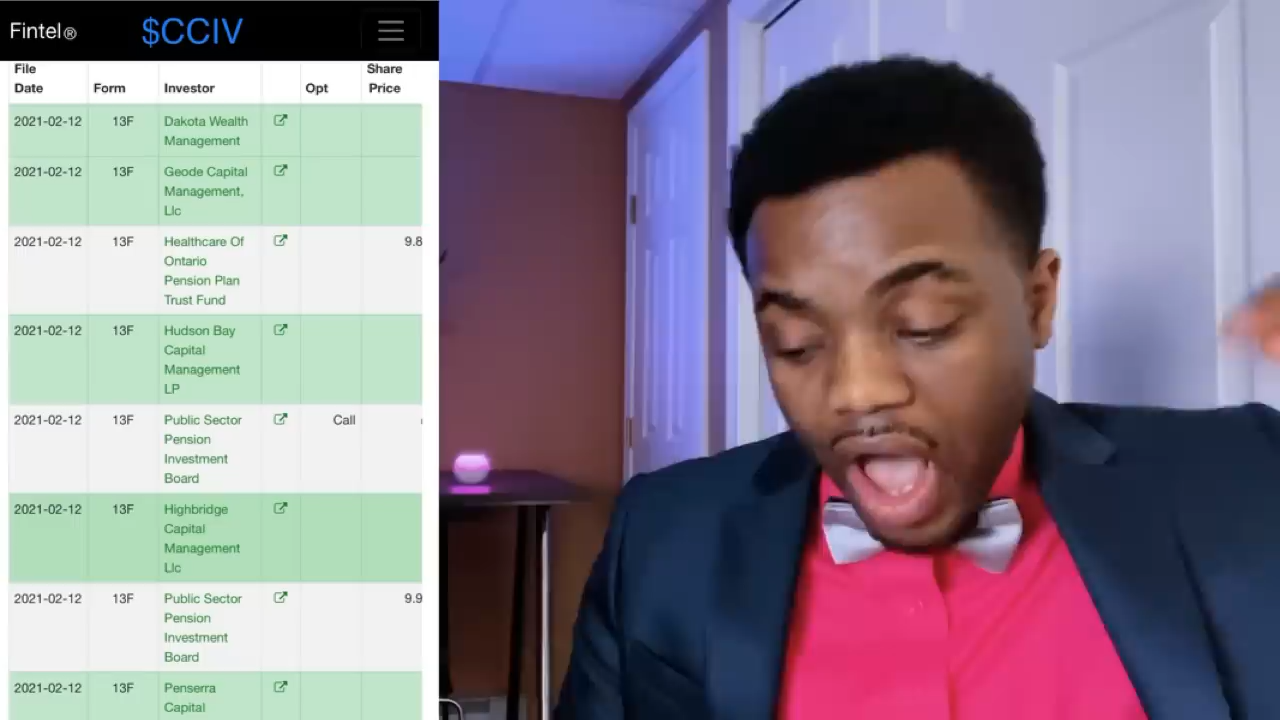 Fintel® $CCIV
File Date Form Investor Opt Share Price
2021-02-12 13F Dakota Wealth
Management
2021-02-12 13F Geode Capital
Management,
Llc
2021-02-12 13F Healthcare Of 9.8
Ontario
Pension Plan
Trust Fund
2021-02-12 13F Hudson Bay
Capital
Management
LP
2021-02-12 13F Public Sector Call
Pension
Investment
Board
2021-02-12 13F Highbridge
Capital
Management
Llc
2021-02-12 13F Public Sector 9.9
Pension
Investment
Board
2021-02-12 13F Penserra
Capital